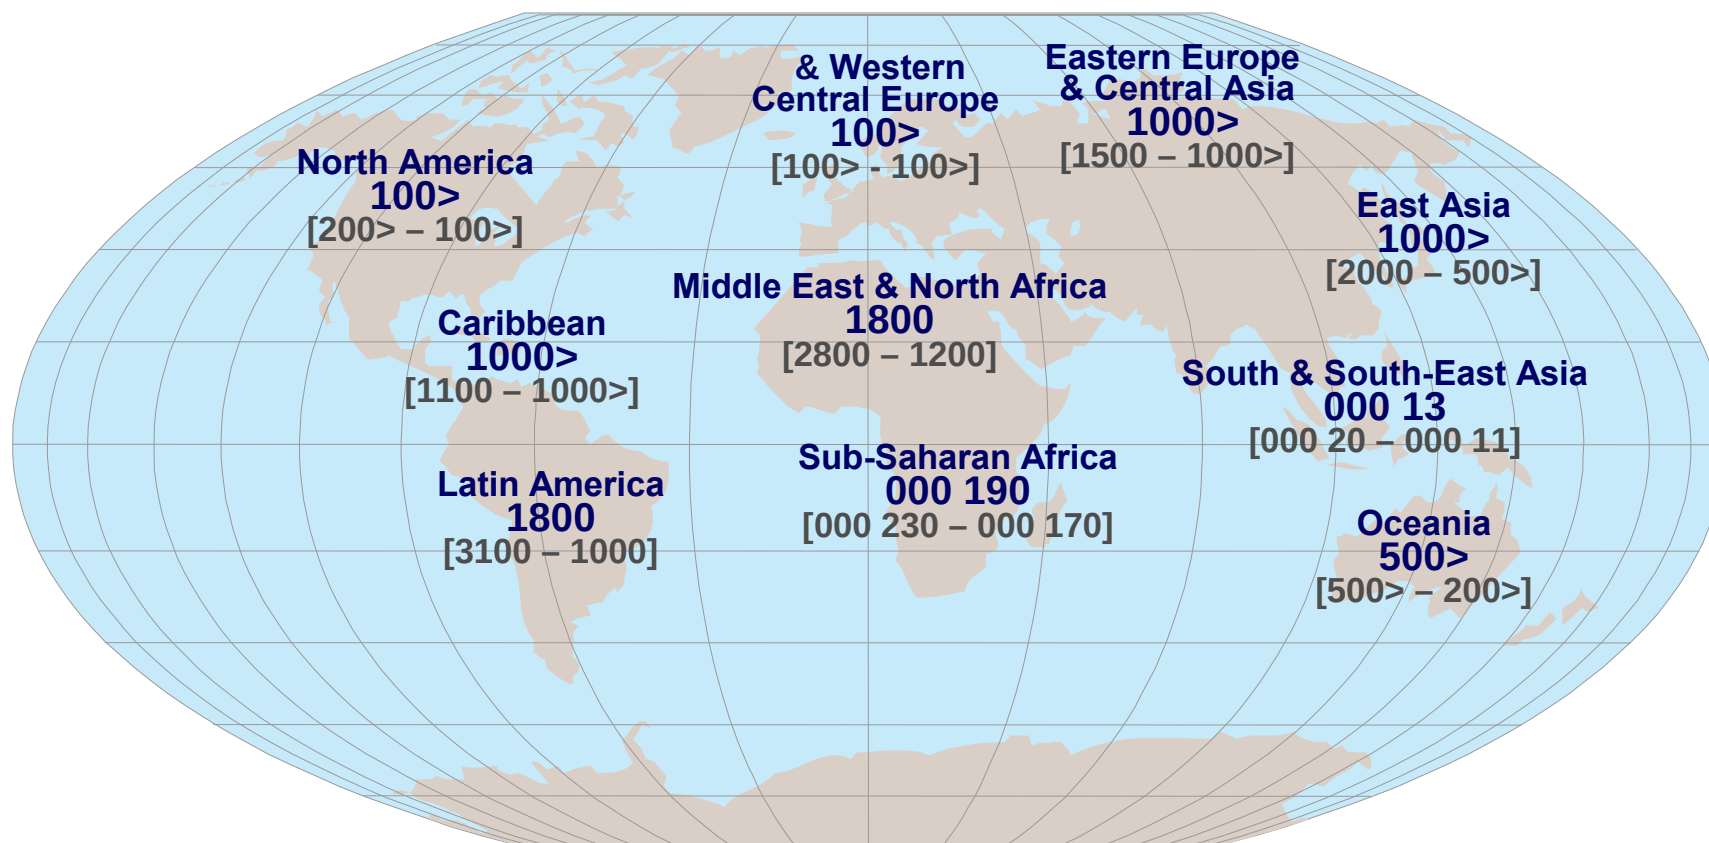 & Western
Central Europe
100>
[100> - 100>]
Eastern Europe
& Central Asia
1000>
[1500 – 1000>]
North America
100>
[200> – 100>]
East Asia
1000>
[2000 – 500>]
Middle East & North Africa
1800
[2800 – 1200]
Caribbean
1000>
[1100 – 1000>]
South & South-East Asia
000 13
[000 20 – 000 11]
Sub-Saharan Africa
000 190
[000 230 – 000 170]
Latin America
1800
[3100 – 1000]
Oceania
500>
[500> – 200>]